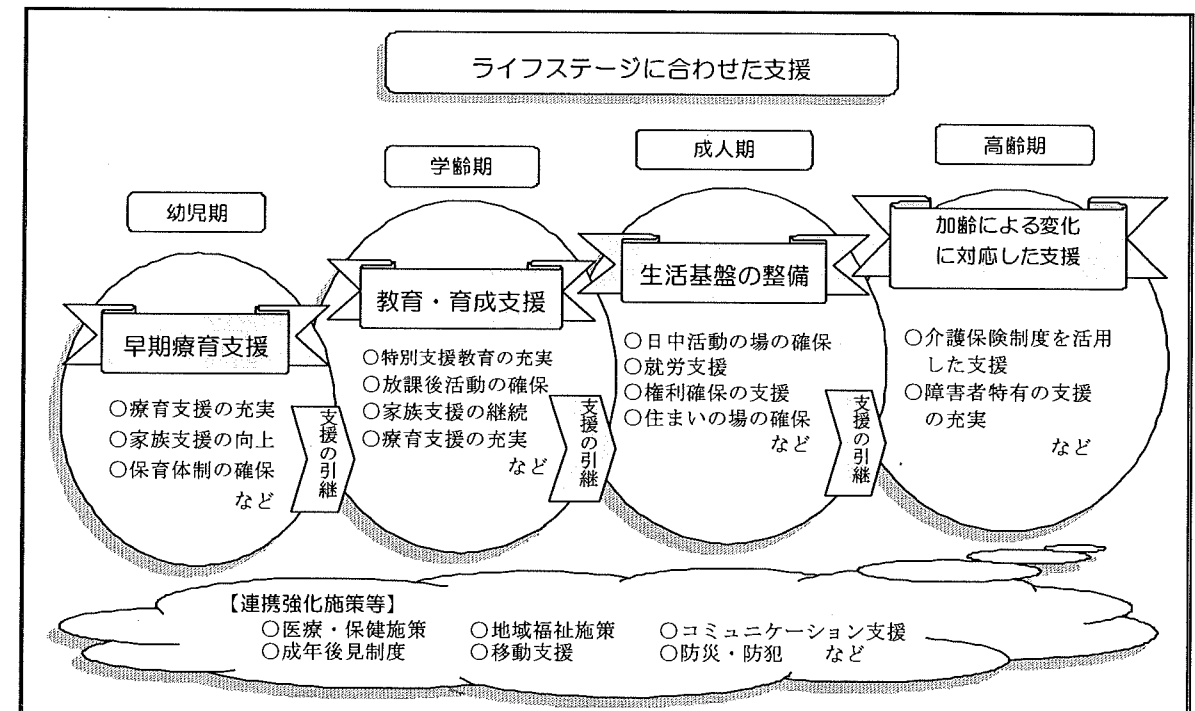 ライフステージに合わせた支援
幼児期
早期療育支援
○療育支援の充実
○家族支援の向上
○保育体制の確保
など
支援の引継
学齢期
教育・育成支援
○特別支援教育の充実
○放課後活動の確保
○家族支援の継続
○療育支援の充実
など
支援の引継
成人期
生活基盤の整備
○日中活動の場の確保
○就労支援
○権利確保の支援
○住まいの場の確保
など
支援の引継
高齢期
加齢による変化
に対応した支援
○介護保険制度を活用
した支援
○障害者特有の支援
の充実
など
【連携強化施策等】
○医療・保健施策 ○地域福祉施策 ○コミュニケーション支援
○成年後見制度 ○移動支援 ○防災・防犯 など